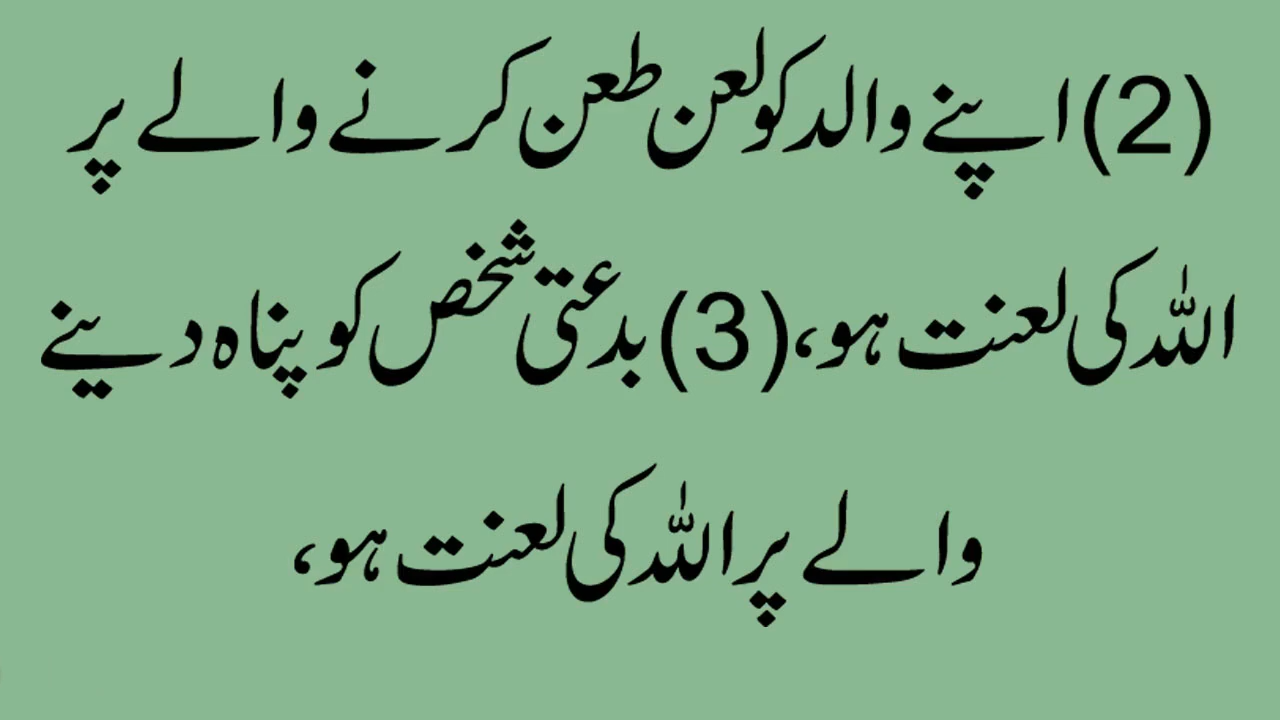 (2) اپنے والد کو لعن طعن کرنے والے پر
اللہ کی لعنت ہو، (3) بدعتی شخص کو پناہ دینے
والے پر اللہ کی لعنت ہو،